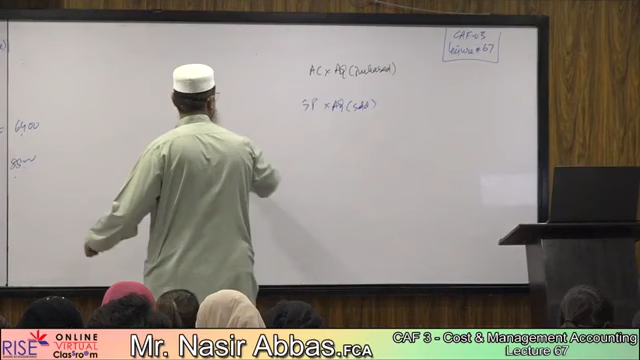 CAF-03
Lecture # 67
AC x AQ (Purchased)
SP x AQ (sold)
= 6400
RISE
ONLINE
VIRTUAL
Classroom
Mr. Nasir Abbas.FCA
CAF 3 - Cost & Management Accounting
Lecture 67